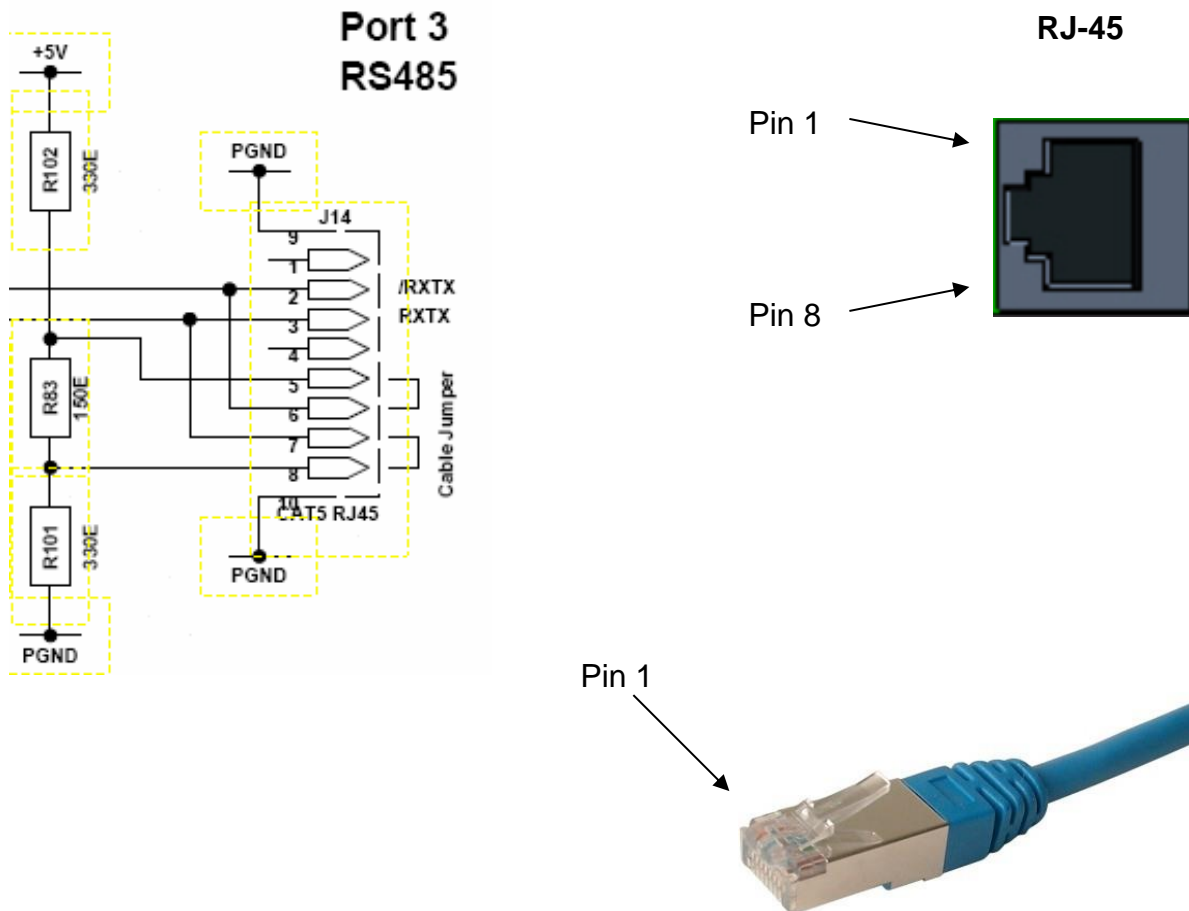 Port 3
RS485
RJ-45
+5V
R102
330E
PGND
J14
9
1
2
/RXTX
3
RXTX
4
5
6
7
8
10
CAT5 RJ45
Cable Jumper
R83
150E
R101
330E
PGND
PGND
Pin 1
Pin 8
Pin 1